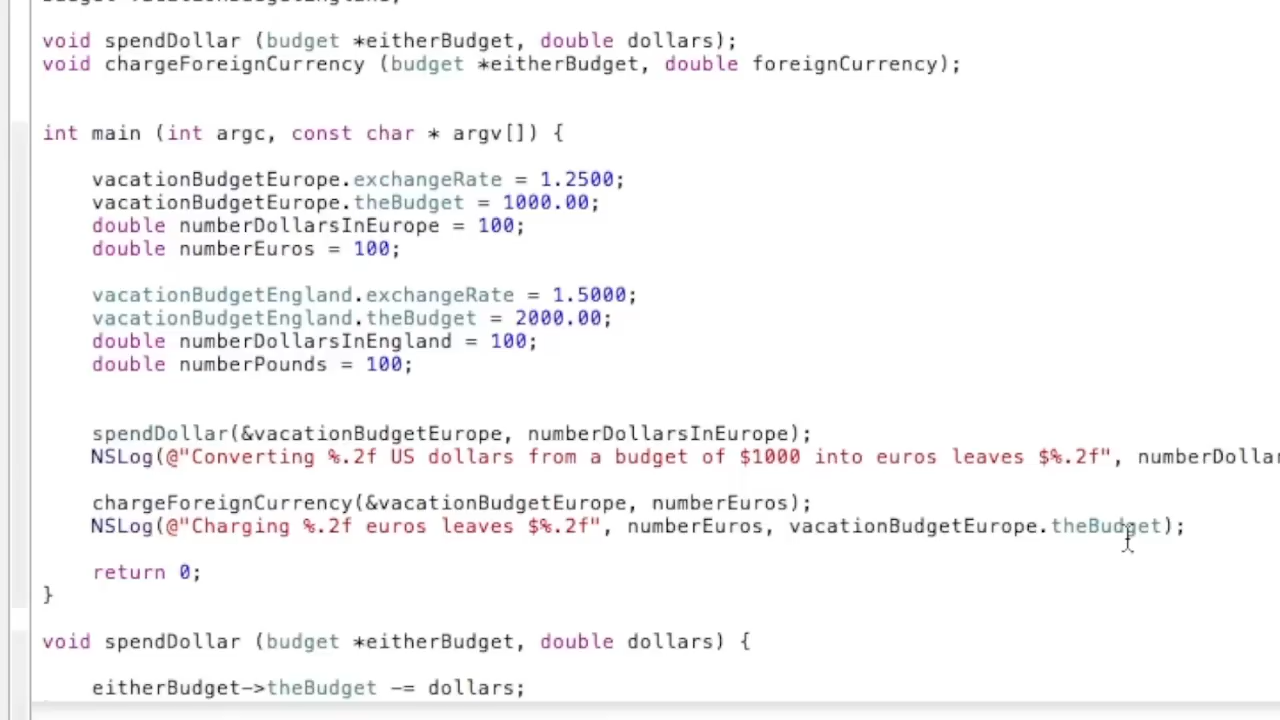 void spendDollar (budget *eitherBudget, double dollars);
void chargeForeignCurrency (budget *eitherBudget, double foreignCurrency);
int main (int argc, const char * argv[]) {
vacationBudgetEurope.exchangeRate = 1.2500;
vacationBudgetEurope.theBudget = 1000.00;
double numberDollarsInEurope = 100;
double numberEuros = 100;
vacationBudgetEngland.exchangeRate = 1.5000;
vacationBudgetEngland.theBudget = 2000.00;
double numberDollarsInEngland = 100;
double numberPounds = 100;
spendDollar(&vacationBudgetEurope, numberDollarsInEurope);
NSLog(@"Converting %.2f US dollars from a budget of $1000 into euros leaves $%.2f",
chargeForeignCurrency(&vacationBudgetEurope, numberEuros);
NSLog(@"Charging %.2f euros leaves $%.2f", numberEuros, vacationBudgetEurope.theBudget);
return 0;
}
void spendDollar (budget *eitherBudget, double dollars) {
eitherBudget->theBudget -= dollars;